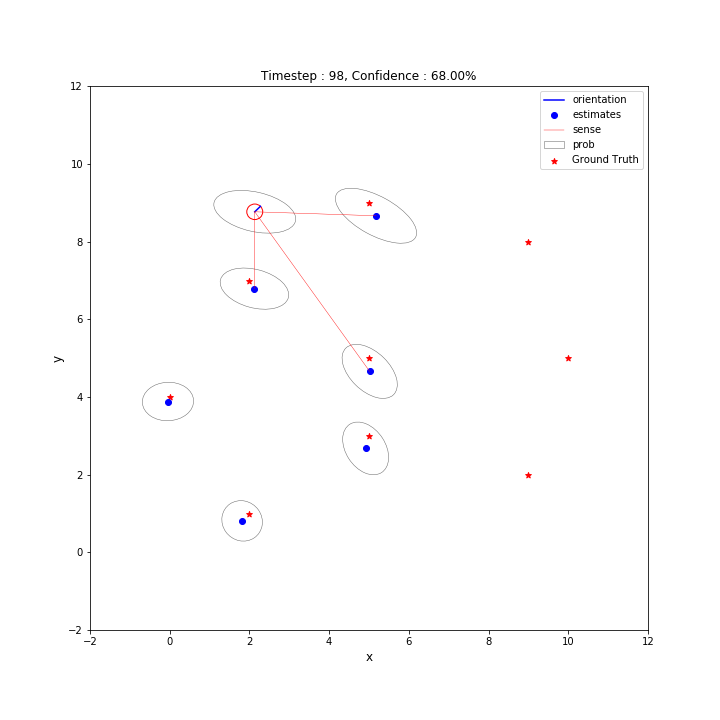 Timestep : 98, Confidence : 68.00%
orientation
estimates
sense
prob
Ground Truth
12
10
8
6
4
2
0
−2
y
−2 0 2 4 6 8 10 12
x